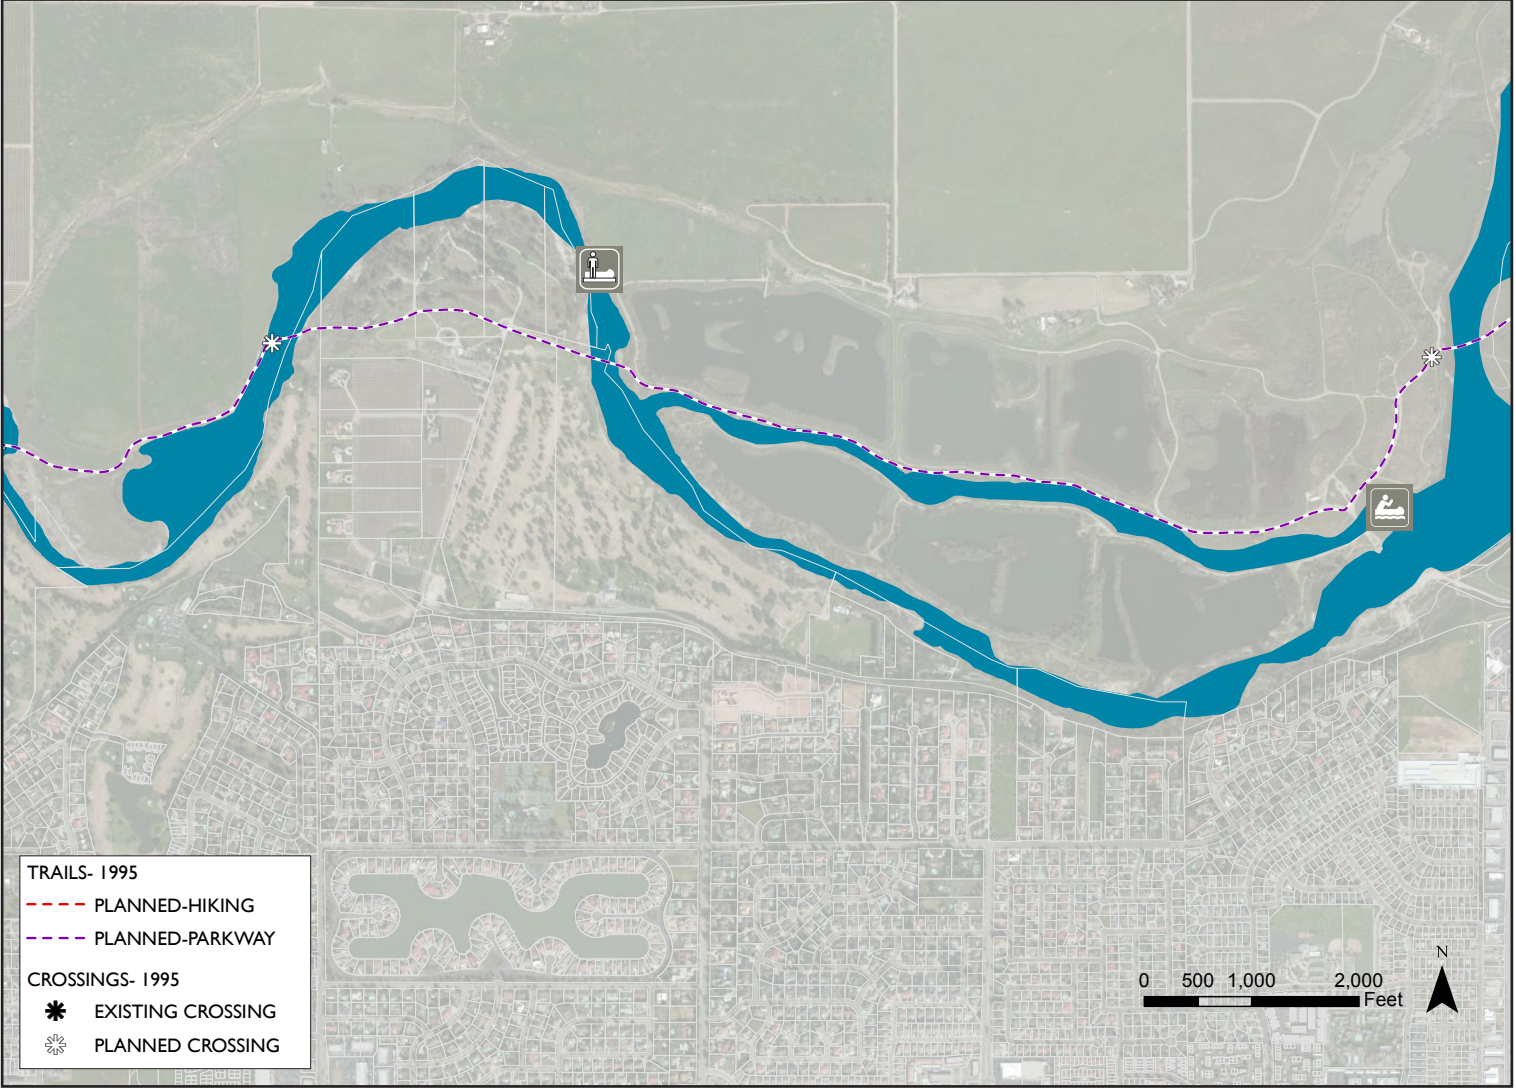 TRAILS- 1995
PLANNED-HIKING
PLANNED-PARKWAY
CROSSINGS- 1995
EXISTING CROSSING
PLANNED CROSSING
N
0 500 1,000 2,000
Feet